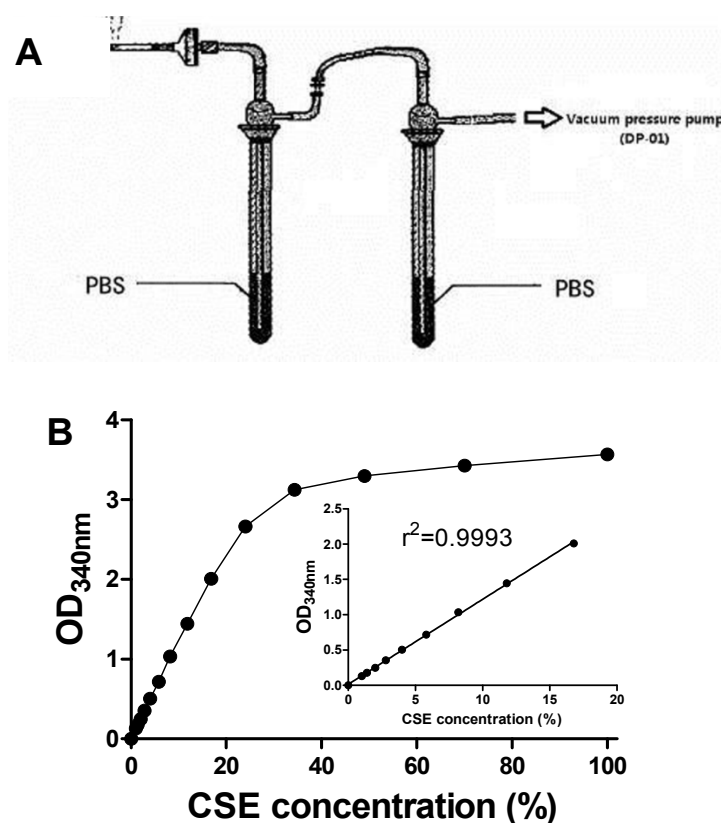 A
Vacuum pressure pump
(DP-01)
PBS
PBS
B
4
3
2
1
0
OD340nm
0
20
40
60
80
100
CSE concentration (%)
2.5
2.0
1.5
1.0
0.5
0.0
OD340nm
r²=0.9993
0
5
10
15
20
CSE concentration (%)